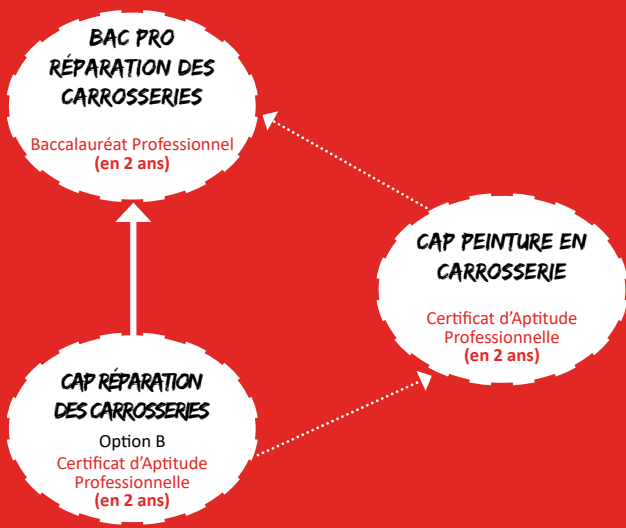 BAC PRO
RÉPARATION DES
CARROSSERIES
Baccalauréat Professionnel
(en 2 ans)
CAP PEINTURE EN
CARROSSERIE
Certificat d'Aptitude
Professionnelle
(en 2 ans)
CAP RÉPARATION
DES CARROSSERIES
Option B
Certificat d'Aptitude
Professionnelle
(en 2 ans)